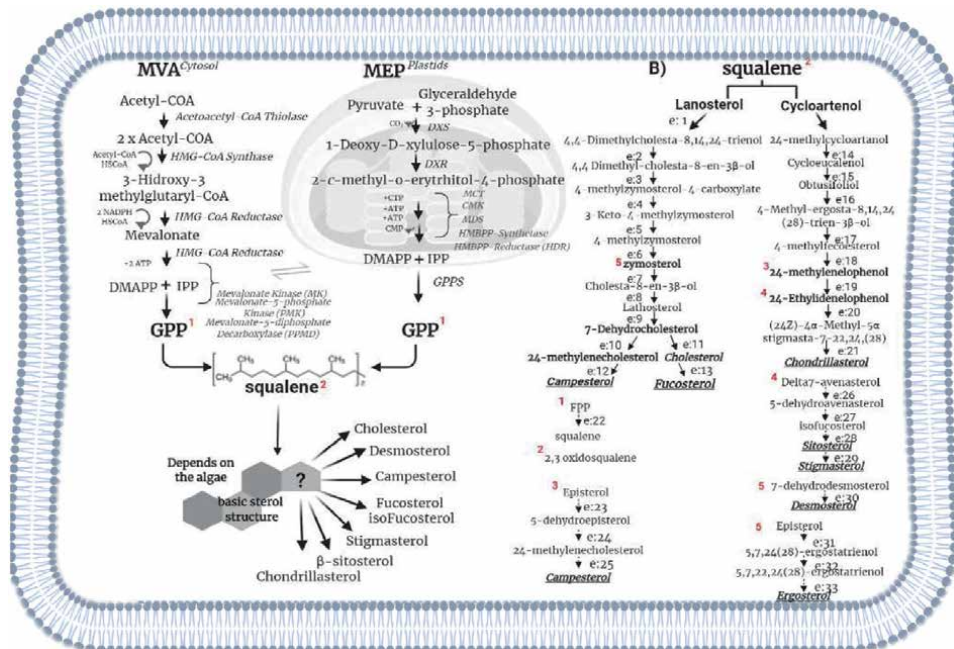 MVA Cytosol
Acetyl-COA
Acetoacetyl-CoA Thiolase
2 x Acetyl-COA
Acetyl-CoA
HSCoA
HMG-CoA Synthase
3-Hidroxy-3
methylglutaryl-CoA
2 NADPH
HSCoA
HMG-CoA Reductase
Mevalonate
HMG-CoA Reductase
+2 ATP
DMAPP + IPP
Mevalonate Kinase (MK)
Mevalonate-5-phosphate
Kinase (PMK)
Mevalonate-5-diphosphate
Decarboxylase (PPMD)
GPP 1
MEP Plastids
Pyruvate + Glyceraldehyde
3-phosphate
CO₂
DXS
1-Deoxy-D-xylulose-5-phosphate
DXR
2-c-methyl-o-erytrhitol-4-phosphate
+CTP
+ATP
+ATP
CMP
MCT
CMK
MDS
HMBPP-Synthetase
HMBPP-Reductase (HDR)
DMAPP + IPP
GPPS
GPP 1
CH₃
CH₃
CH₃
CH₃
CH₃
squalene 2
Depends on
the algae
basic sterol
structure
?
Cholesterol
Desmosterol
Campesterol
Fucosterol
isoFucosterol
Stigmasterol
β-sitosterol
Chondrillasterol
B)
squalene 2
Lanosterol
e: 1
4,4-Dimethylcholesta-8,14,24-trienol
e:2
4,4 Dimethyl-cholesta-8-en-3β-ol
e:3
4-methylzymosterol-4-carboxylate
e:4
3-Keto-4-methylzymosterol
e:5
4-methylzymosterol
e:6
5 zymosterol
e:7
Cholesta-8-en-3β-ol
e:8
Lathosterol
e:9
7-Dehydrocholesterol
e:10
e:11
24-methylenecholesterol
Cholesterol
e:12
e:13
Campesterol
Fucosterol
1 FPP
e:22
squalene
2 2,3 oxidosqualene
3 Episterol
e:23
5-dehydroepisterol
e:24
24-methylenecholesterol
e:25
Campesterol
Cycloartenol
24-methylcycloartanol
e:14
Cycloeucalenol
e:15
Obtusifoliol
e:16
4-Methyl-ergosta-8,14,24
(28)-trien-3β-ol
e:17
4-methylfecoesterol
e:18
3 24-methylenelophenol
e:19
4 24-Ethylidenelophenol
e:20
(24Z)-4α-Methyl-5α
stigmasta-7-22,24,(28)
e:21
Chondrillasterol
4 Delta7-avenasterol
e:26
5-dehydroavenasterol
e:27
isofucosterol
e:28
Sitosterol
e:29
Stigmasterol
5 7-dehydrodesmosterol
e:30
Desmosterol
5 Episterol
e:31
5,7,24(28)-ergostatrienol
e:32
5,7,22,24(28)-ergostatrienol
e:33
Ergosterol